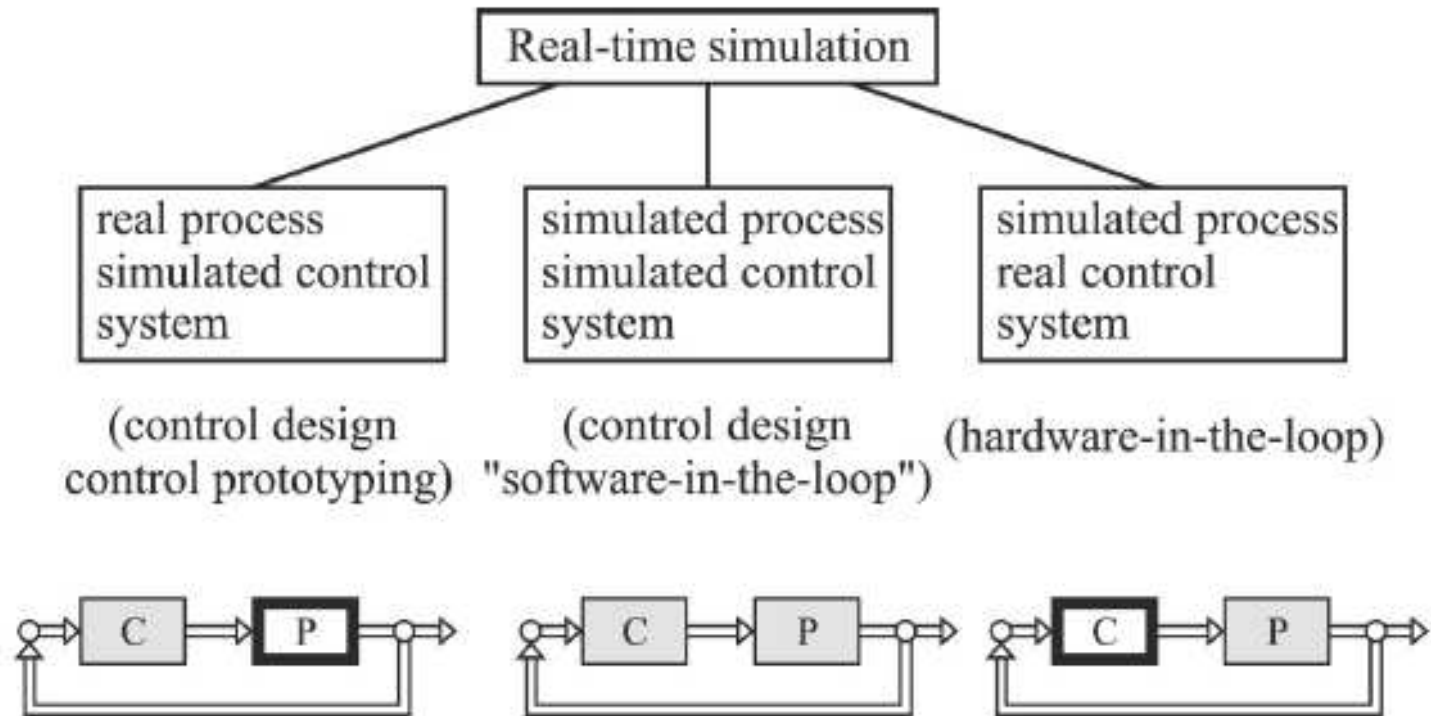 Real-time simulation
real process
simulated control
system
simulated process
simulated control
system
simulated process
real control
system
(control design
control prototyping)
(control design
"software-in-the-loop")
(hardware-in-the-loop)
C
P
C
P
C
P